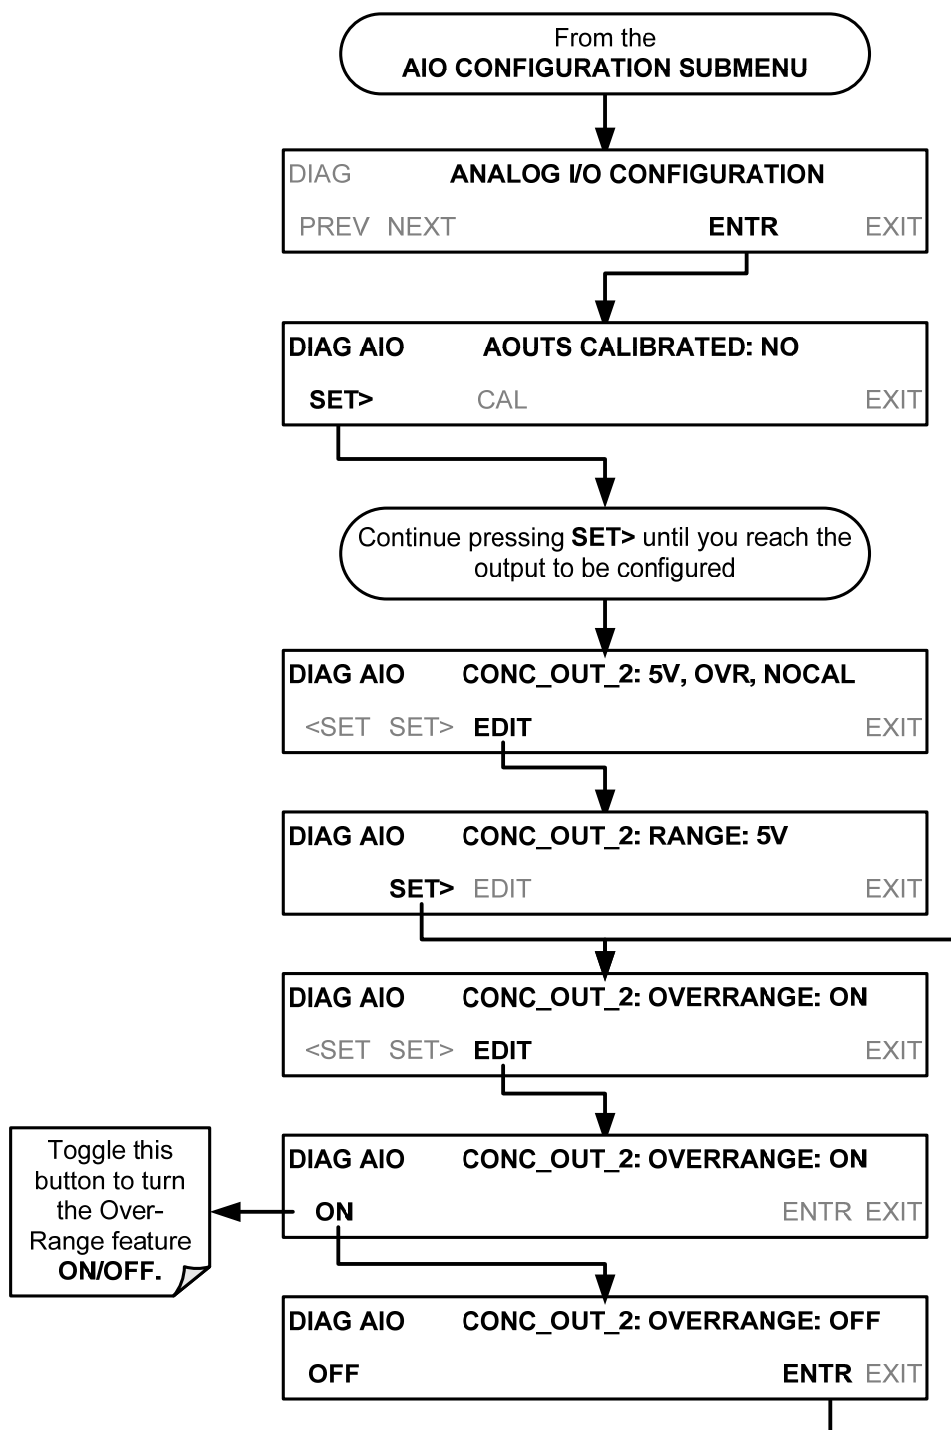 From the
AIO CONFIGURATION SUBMENU
DIAG ANALOG I/O CONFIGURATION
PREV NEXT ENTR EXIT
DIAG AIO AOUTS CALIBRATED: NO
SET> CAL EXIT
Continue pressing SET> until you reach the
output to be configured
DIAG AIO CONC_OUT_2: 5V, OVR, NOCAL
<SET SET> EDIT EXIT
DIAG AIO CONC_OUT_2: RANGE: 5V
SET> EDIT EXIT
DIAG AIO CONC_OUT_2: OVERRANGE: ON
<SET SET> EDIT EXIT
Toggle this
button to turn
the Over-
Range feature
ON/OFF.
DIAG AIO CONC_OUT_2: OVERRANGE: ON
ON ENTR EXIT
DIAG AIO CONC_OUT_2: OVERRANGE: OFF
OFF ENTR EXIT